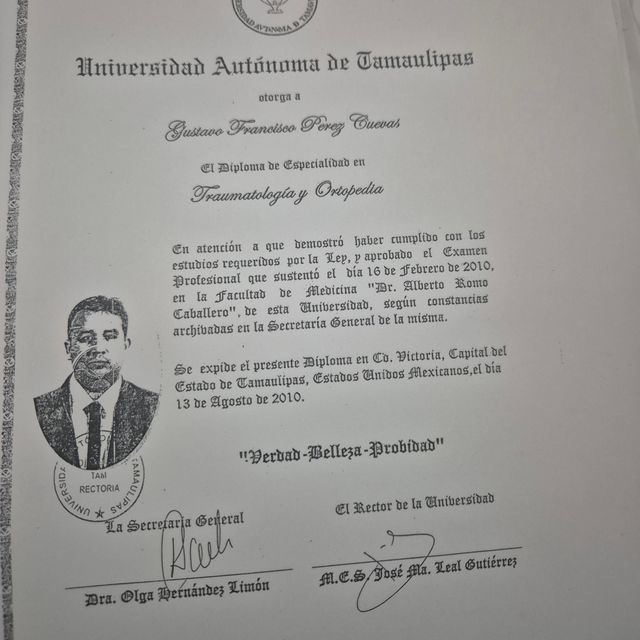 Universidad Autónoma de Tamaulipas
otorga a
Gustavo Francisco Perez Cuevas
El Diploma de Especialidad en
Traumatología y Ortopedia
En atención a que demostró haber cumplido con los
estudios requeridos por la Ley, y aprobado el Examen
Profesional que sustentó el día 16 de Febrero de 2010,
en la Facultad de Medicina "Dr. Alberto Romo
Caballero", de esta Universidad, según constancias
archivadas en la Secretaría General de la misma.
Se expide el presente Diploma en Cd. Victoria, Capital del
Estado de Tamaulipas, Estados Unidos Mexicanos,el día
13 de Agosto de 2010.
"Verdad-Belleza-Probidad"
TAM
RECTORIA
TAMAULIPAS
El Rector de la Universidad
La Secretaria General
M.E.S. José Ma. Leal Gutiérrez
Dra. Olga Hernández Limón